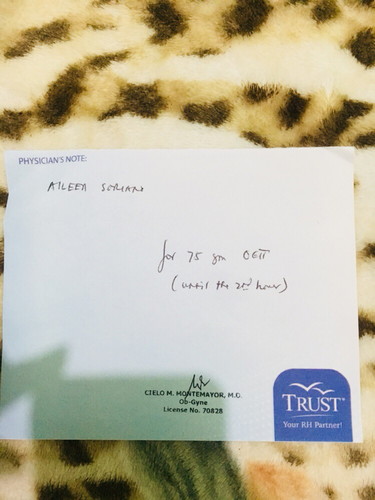 PHYSICIAN'S NOTE:
AILEEN SORIANO
for 75 gm OGTT
(until the 2nd hour)
CIELO M. MONTEMAYOR, M.D.
Ob-Gyne
License No. 70828
TRUST
Your RH Partner!